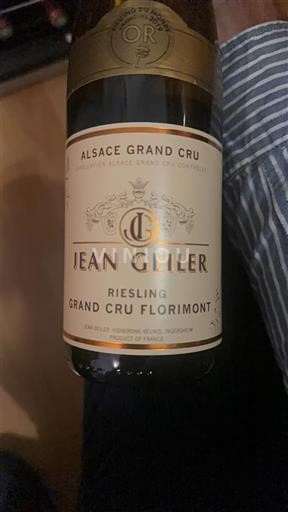 OR
ALSACE GRAND CRU
APPELLATION ALSACE GRAND CRU CONTRÔLÉE
JG
JEAN GEILER
VINIOU
RIESLING
GRAND CRU FLORIMONT
JEAN GEILER, VIGNERONS RÉUNIS, INGERSHEIM
PRODUCT OF FRANCE